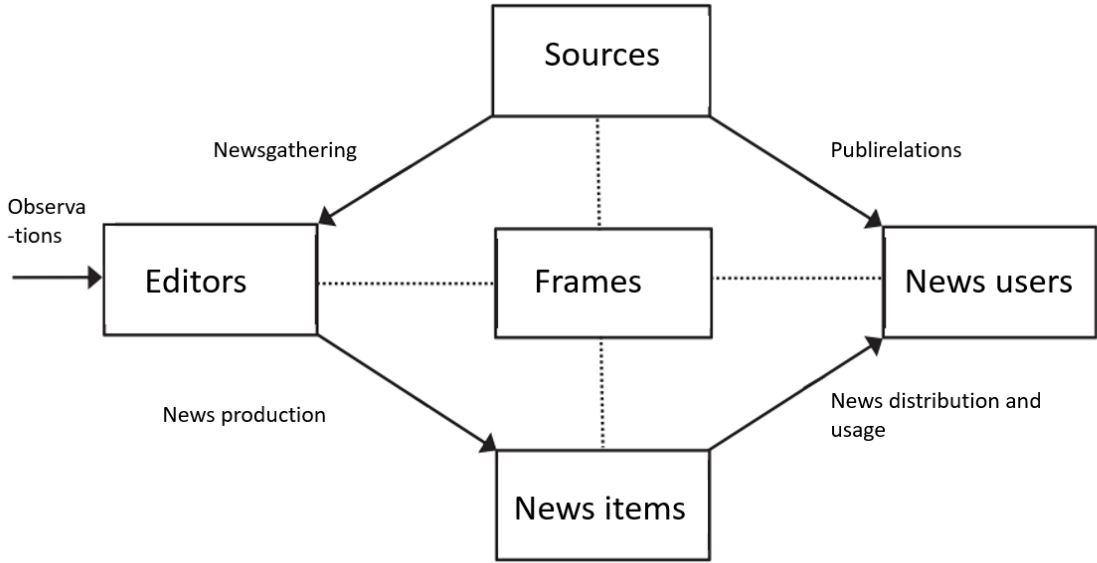 Sources
Newsgathering
Publirelations
Observa
-tions
Editors
Frames
News users
News production
News distribution and
usage
News items